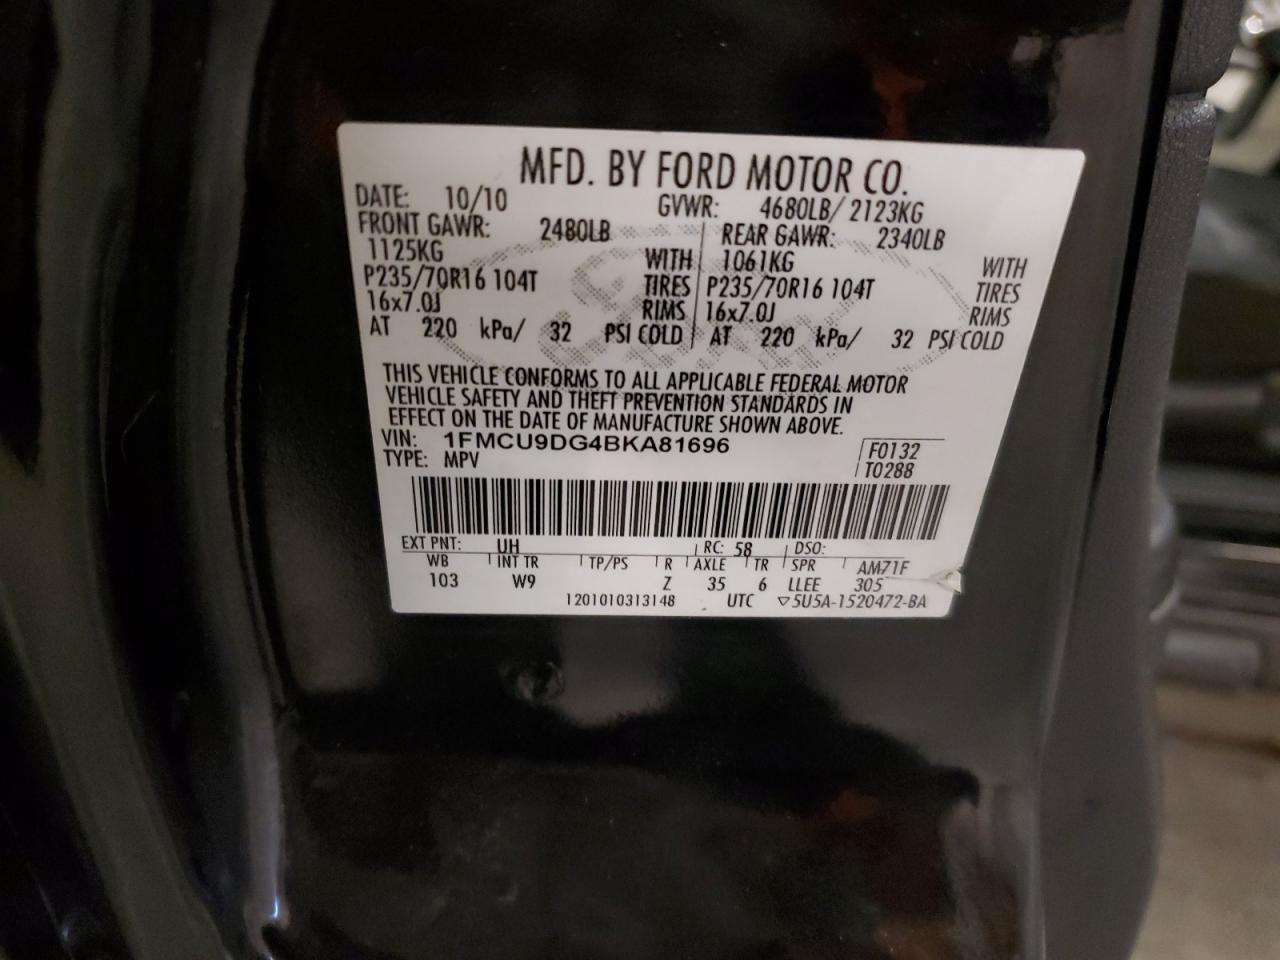 MFD. BY FORD MOTOR CO.
DATE: 10/10 GVWR: 4680LB/ 2123KG
FRONT GAWR: 2480LB REAR GAWR: 2340LB
1125KG WITH 1061KG WITH
P235/70R16 104T TIRES P235/70R16 104T TIRES
16x7.0J RIMS 16x7.0J RIMS
AT 220 kPa/ 32 PSI COLD AT 220 kPa/ 32 PSI COLD
THIS VEHICLE CONFORMS TO ALL APPLICABLE FEDERAL MOTOR
VEHICLE SAFETY AND THEFT PREVENTION STANDARDS IN
EFFECT ON THE DATE OF MANUFACTURE SHOWN ABOVE.
VIN: 1FMCU9DG4BKA81696 F0132
TYPE: MPV T0288
EXT PNT: UH RC: 58 DSO:
WB INT TR TP/PS R AXLE TR SPR AM71F
103 W9 Z 35 6 LLEE 305
1201010313148 UTC ▽5U5A-1520472-BA